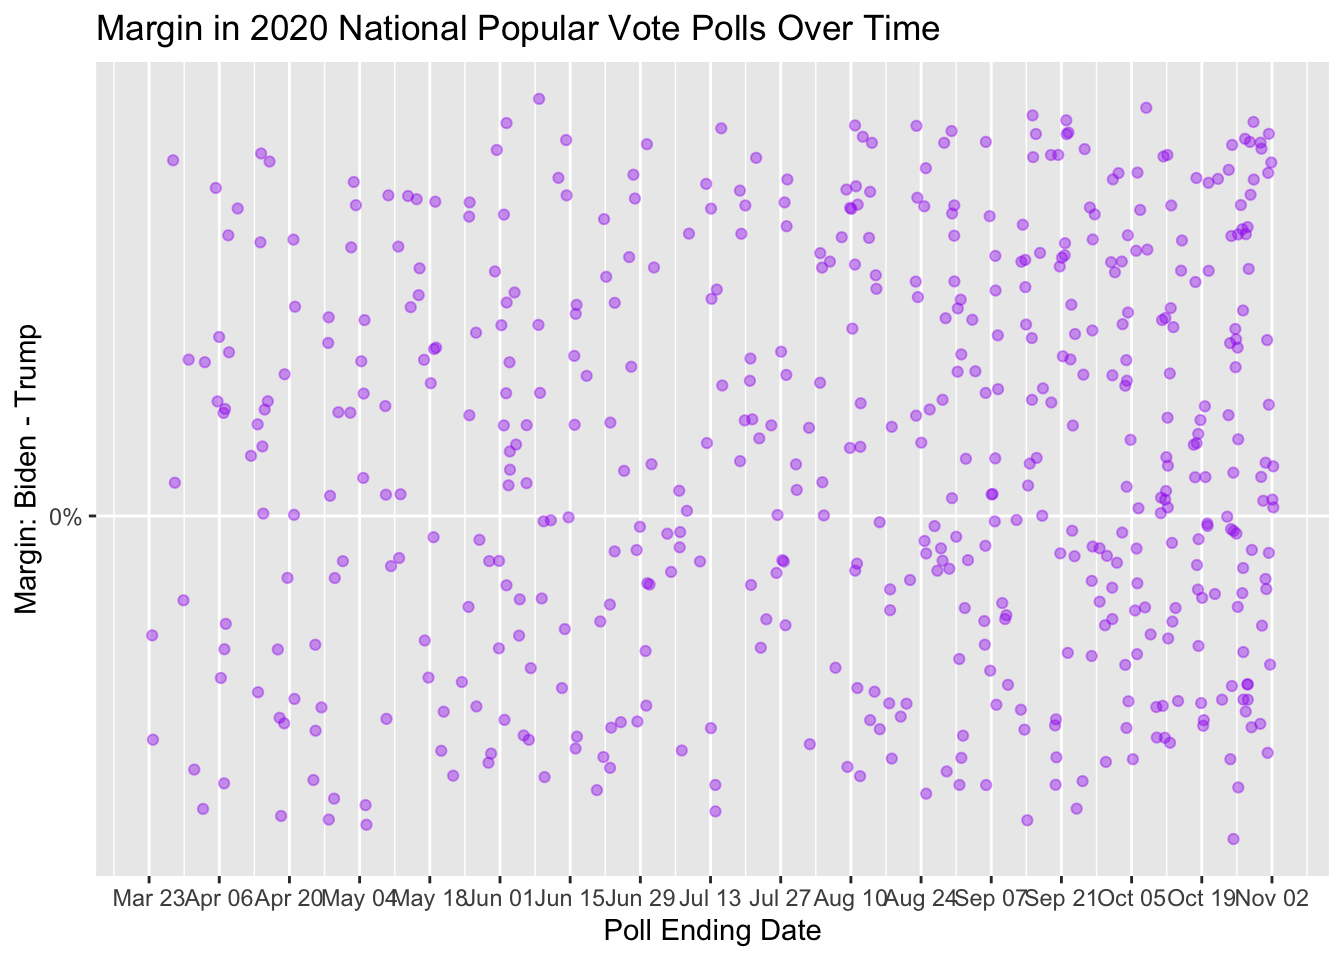 Margin in 2020 National Popular Vote Polls Over Time
Margin: Biden - Trump
0%
Mar 23 Apr 06 Apr 20 May 04 May 18 Jun 01 Jun 15 Jun 29 Jul 13 Jul 27 Aug 10 Aug 24 Sep 07 Sep 21 Oct 05 Oct 19 Nov 02
Poll Ending Date